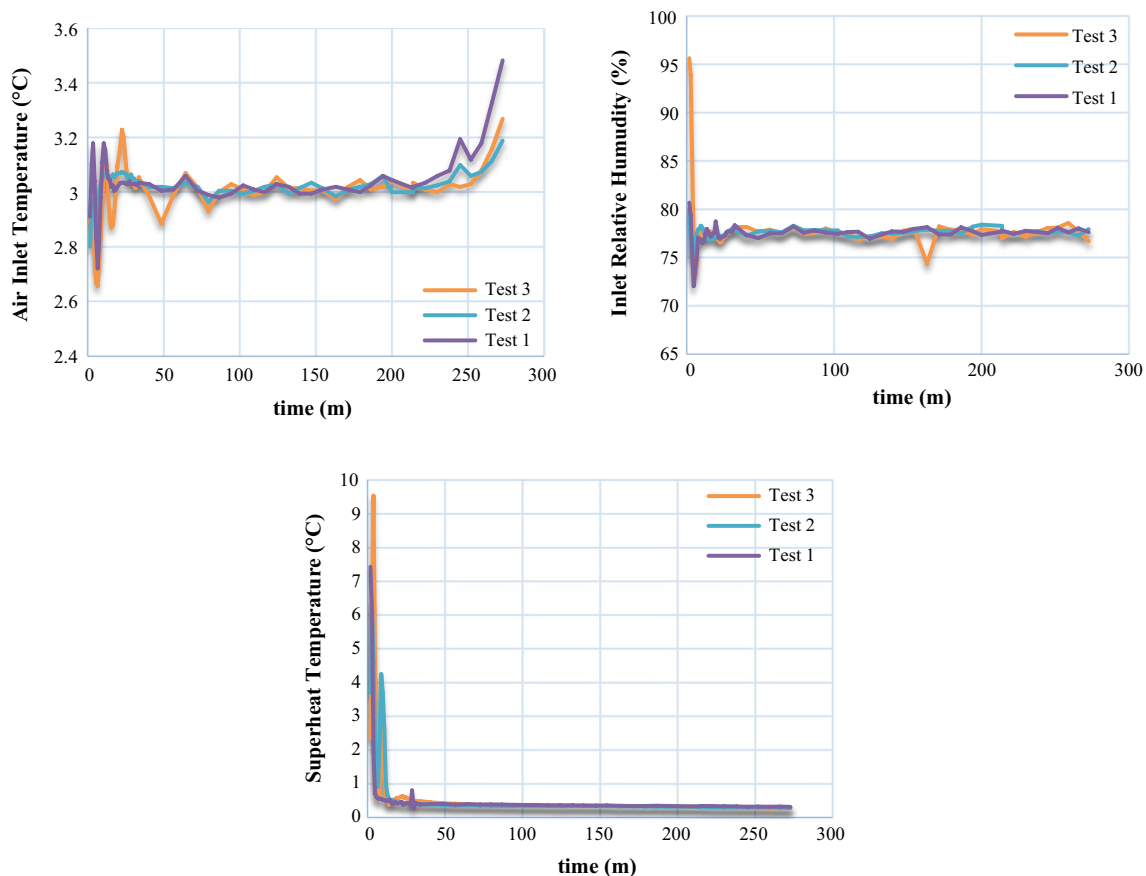 3.6
3.4
3.2
3.0
2.8
2.6
2.4
Air Inlet Temperature (°C)
Test 3
Test 2
Test 1
0 50 100 150 200 250 300
time (m)
100
95
90
85
80
75
70
65
Inlet Relative Humudity (%)
Test 3
Test 2
Test 1
0 100 200 300
time (m)
10
9
8
7
6
5
4
3
2
1
0
Superheat Temperature (°C)
Test 3
Test 2
Test 1
0 50 100 150 200 250 300
time (m)